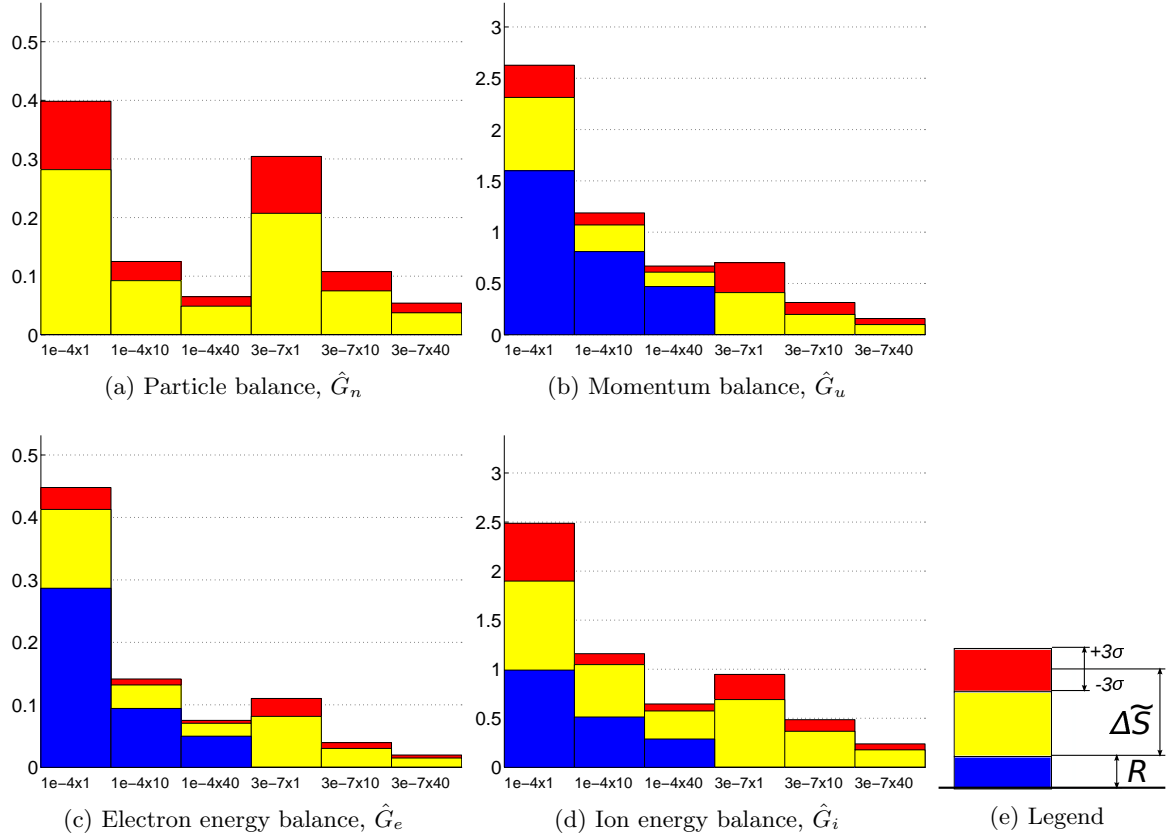 0.5
0.4
0.3
0.2
0.1
0
1e−4x1 1e−4x10 1e−4x40 3e−7x1 3e−7x10 3e−7x40
(a) Particle balance, Ĝn
3
2.5
2
1.5
1
0.5
0
1e−4x1 1e−4x10 1e−4x40 3e−7x1 3e−7x10 3e−7x40
(b) Momentum balance, Ĝu
0.5
0.4
0.3
0.2
0.1
0
1e−4x1 1e−4x10 1e−4x40 3e−7x1 3e−7x10 3e−7x40
(c) Electron energy balance, Ĝe
3
2.5
2
1.5
1
0.5
0
1e−4x1 1e−4x10 1e−4x40 3e−7x1 3e−7x10 3e−7x40
(d) Ion energy balance, Ĝi
+3σ
-3σ
ΔS̃
R
(e) Legend